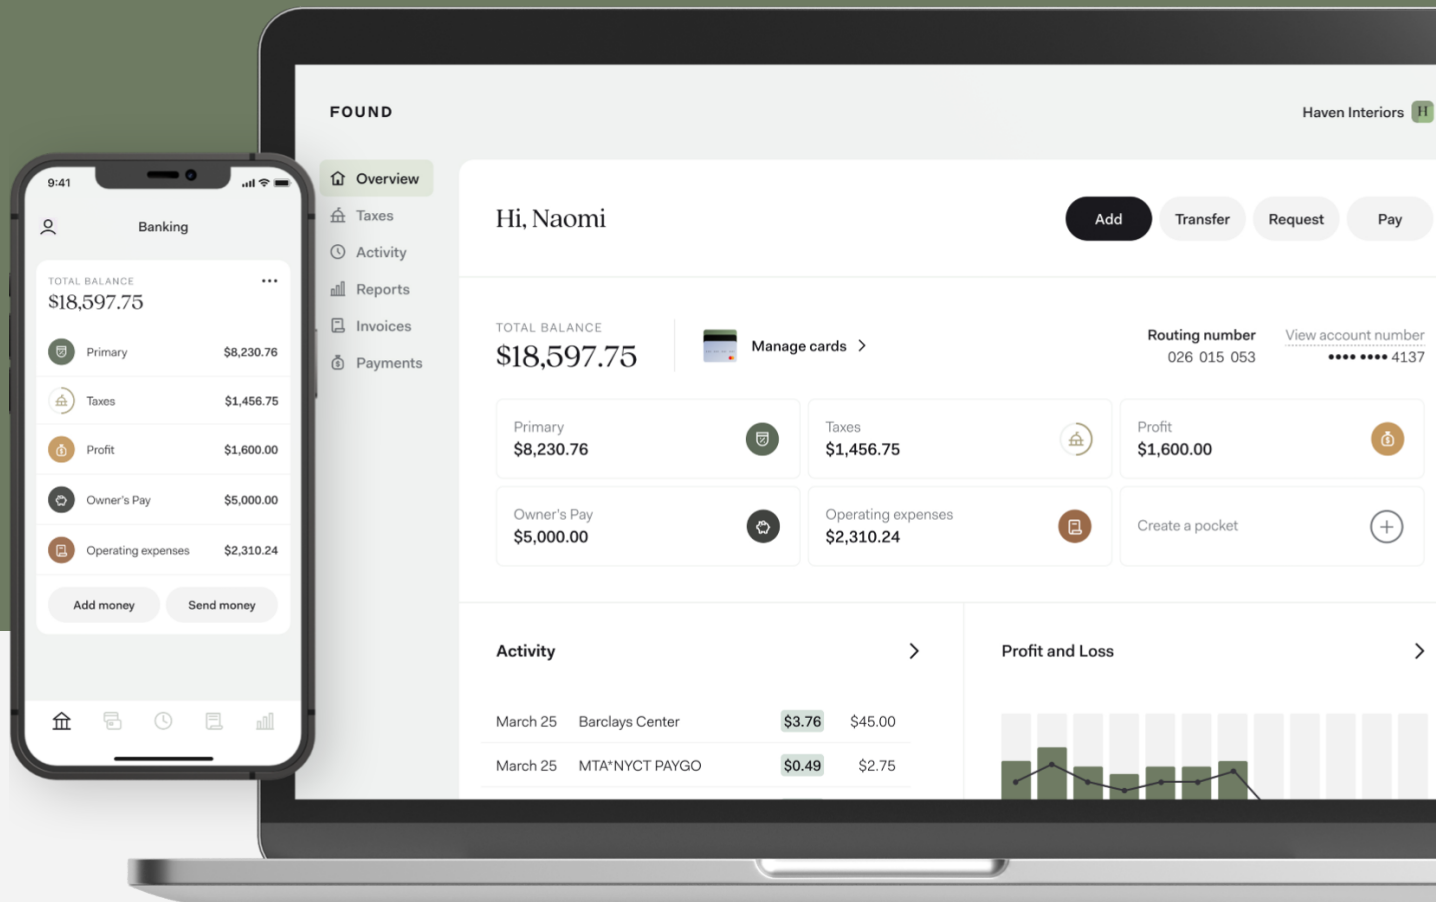 9:41
Banking
TOTAL BALANCE
$18,597.75
Primary $8,230.76
Taxes $1,456.75
Profit $1,600.00
Owner's Pay $5,000.00
Operating expenses $2,310.24
Add money Send money
FOUND
Haven Interiors H
Overview
Taxes
Activity
Reports
Invoices
Payments
Hi, Naomi
Add Transfer Request Pay
TOTAL BALANCE
$18,597.75
Manage cards
Routing number
026 015 053
View account number
•••• •••• 4137
Primary
$8,230.76
Taxes
$1,456.75
Profit
$1,600.00
Owner's Pay
$5,000.00
Operating expenses
$2,310.24
Create a pocket
Activity
March 25 Barclays Center $3.76 $45.00
March 25 MTA*NYCT PAYGO $0.49 $2.75
Profit and Loss